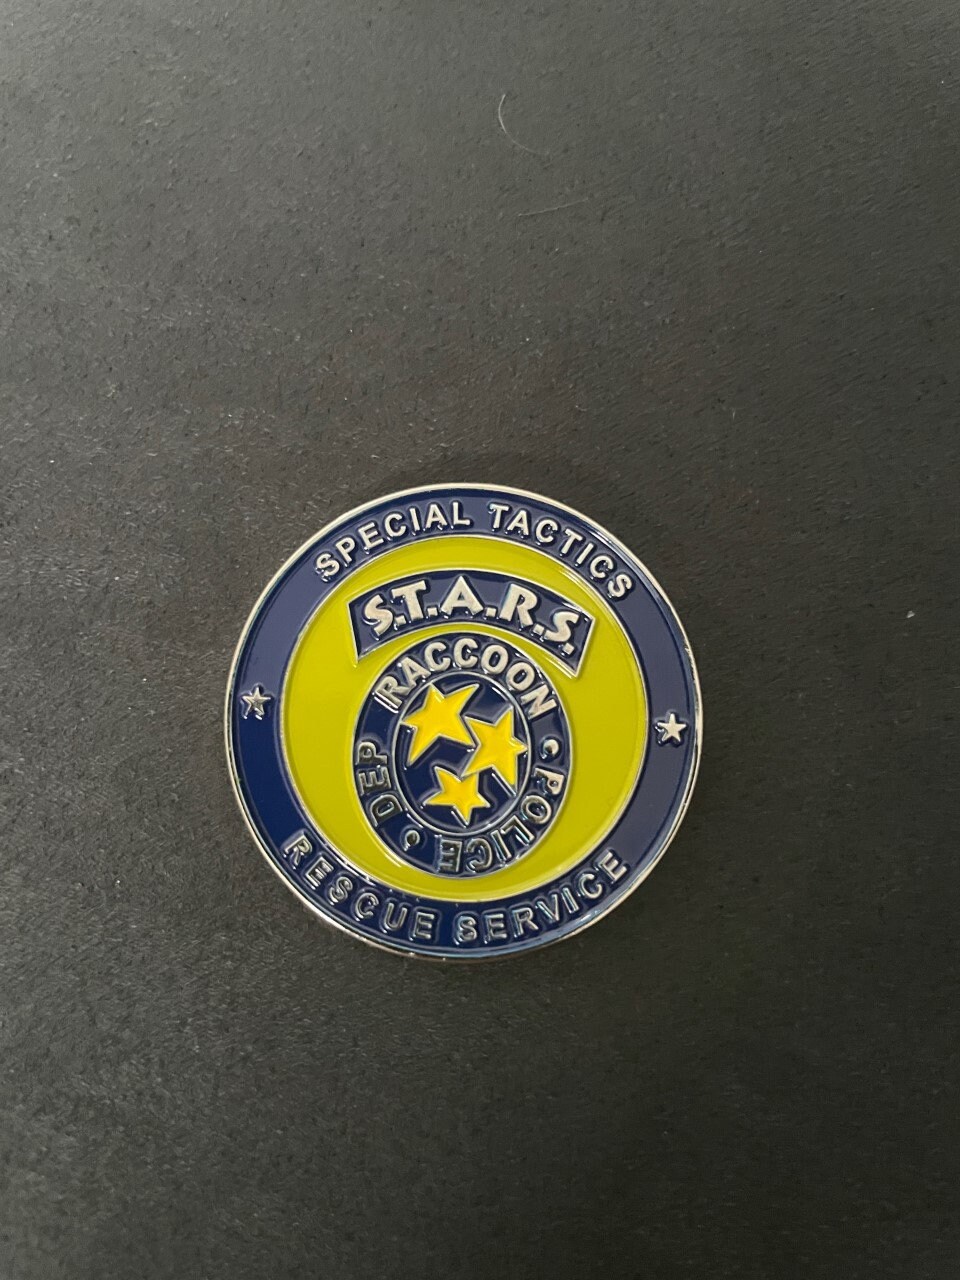 SPECIAL TACTICS
S.T.A.R.S.
RACCOON • POLICE • DEP
RESCUE SERVICE